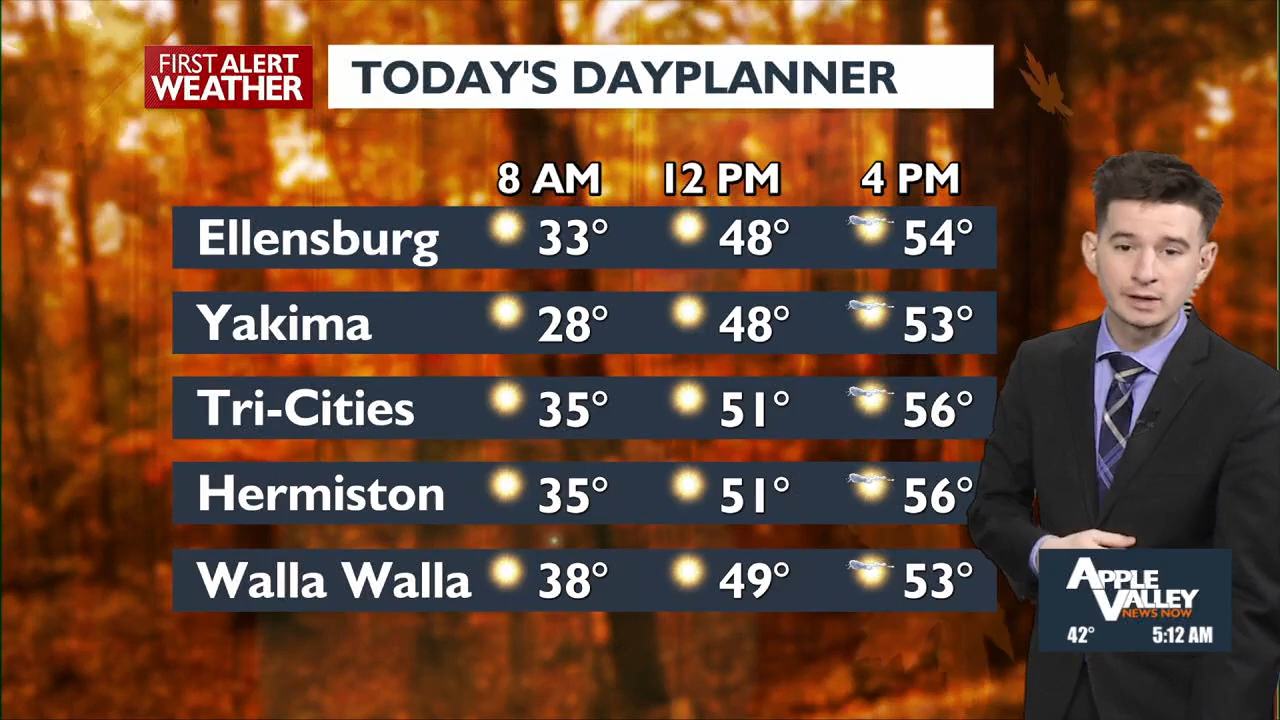 FIRST ALERT
WEATHER
TODAY'S DAYPLANNER
8 AM 12 PM 4 PM
Ellensburg 33° 48° 54°
Yakima 28° 48° 53°
Tri-Cities 35° 51° 56°
Hermiston 35° 51° 56°
Walla Walla 38° 49° 53°
APPLE
VALLEY
NEWS NOW
42° 5:12 AM